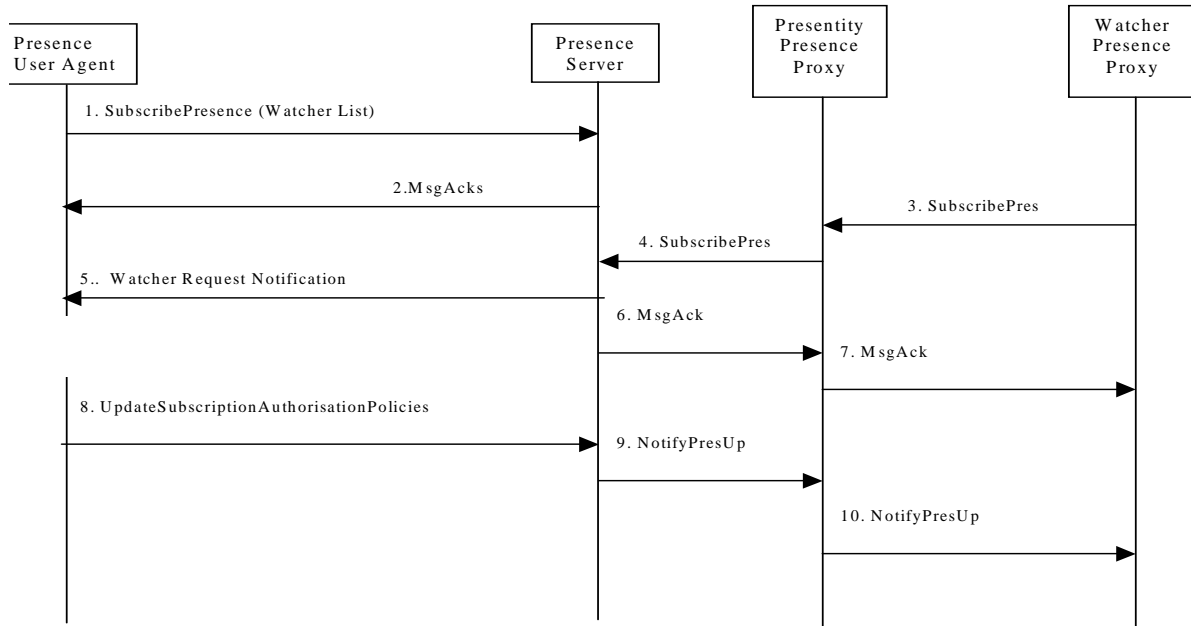 Presence
User Agent
Presence
Server
Presentity
Presence
Proxy
Watcher
Presence
Proxy
1. SubscribePresence (Watcher List)
2.MsgAcks
3. SubscribePres
4. SubscribePres
5.. Watcher Request Notification
6. MsgAck
7. MsgAck
8. UpdateSubscriptionAuthorisationPolicies
9. NotifyPresUp
10. NotifyPresUp